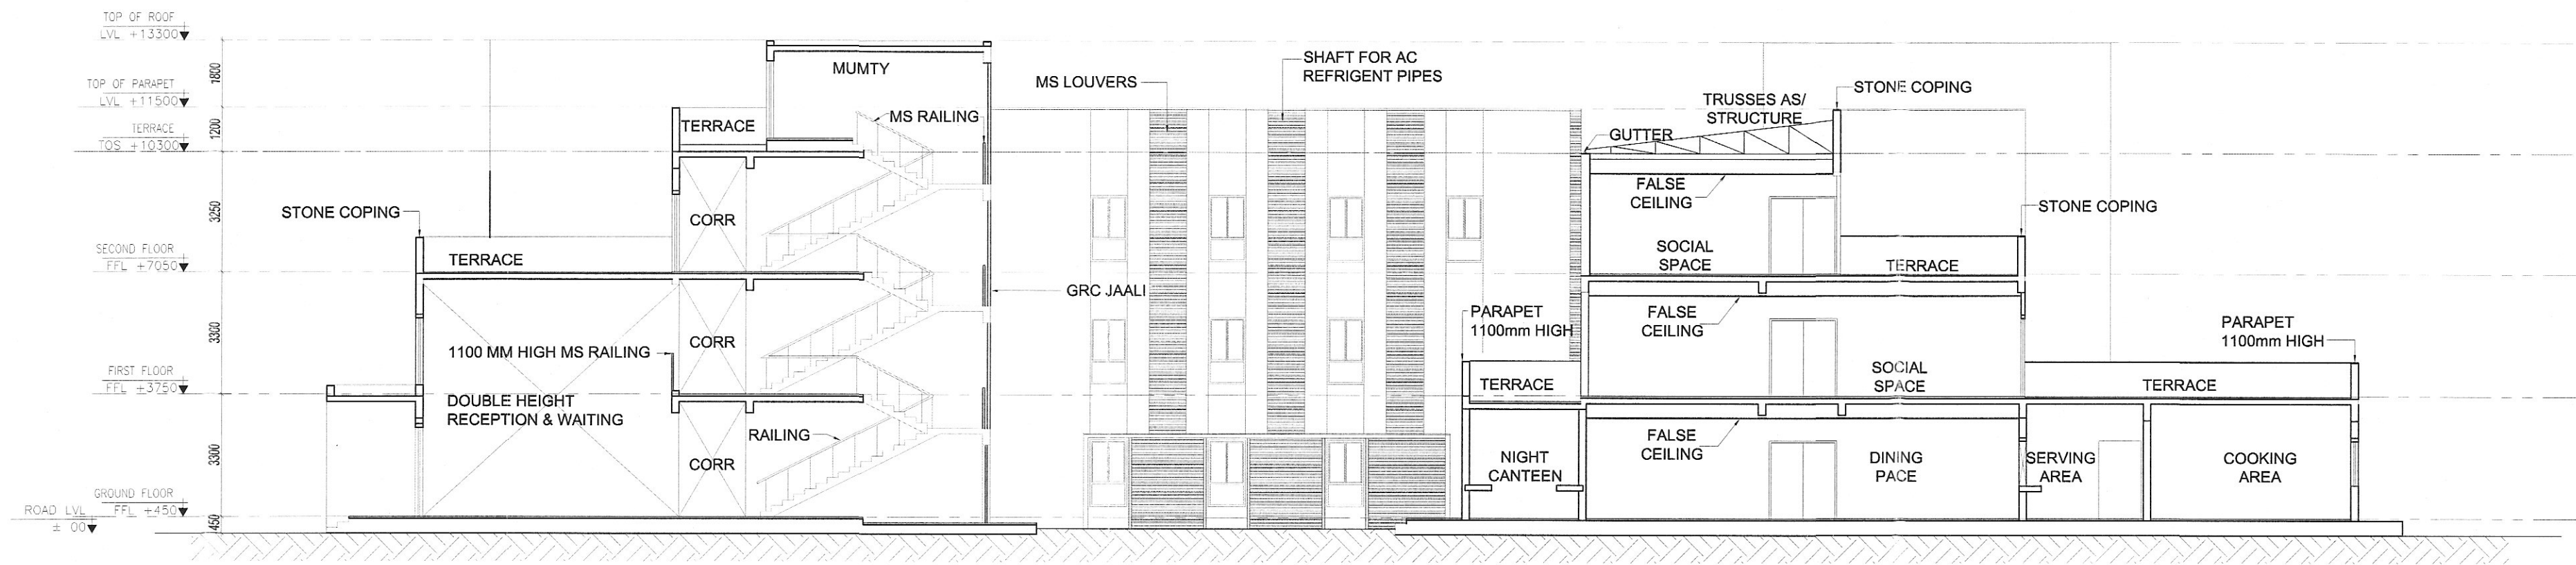 TOP OF ROOF
LVL +13300
1800
TOP OF PARAPET
LVL +11500
1200
TERRACE
TOS +10300
3250
SECOND FLOOR
FFL +7050
3300
FIRST FLOOR
FFL +3750
3300
GROUND FLOOR
FFL +450
450
ROAD LVL
± 00
MUMTY
TERRACE
MS RAILING
STONE COPING
TERRACE
CORR
GRC JAALI
1100 MM HIGH MS RAILING
CORR
DOUBLE HEIGHT
RECEPTION & WAITING
RAILING
CORR
MS LOUVERS
SHAFT FOR AC
REFRIGENT PIPES
STONE COPING
TRUSSES AS/
STRUCTURE
GUTTER
FALSE
CEILING
STONE COPING
SOCIAL
SPACE
TERRACE
PARAPET
1100mm HIGH
FALSE
CEILING
PARAPET
1100mm HIGH
TERRACE
SOCIAL
SPACE
TERRACE
FALSE
CEILING
NIGHT
CANTEEN
DINING
PACE
SERVING
AREA
COOKING
AREA